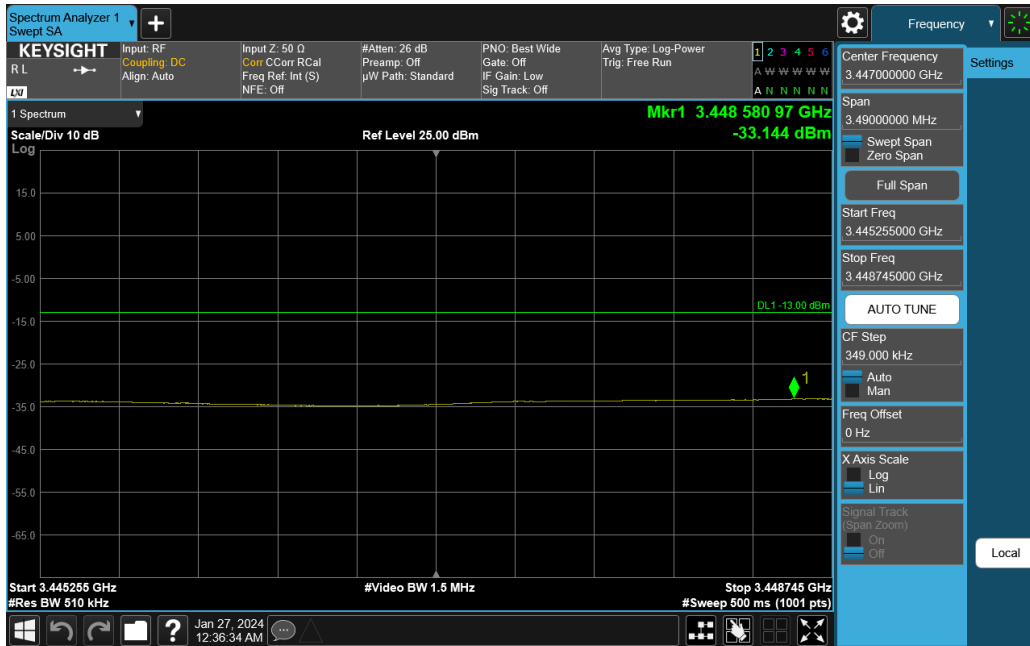 Spectrum Analyzer 1
Swept SA
Frequency
KEYSIGHT
R L
LXI
Input: RF
Coupling: DC
Align: Auto
Input Z: 50 Ω
Corr CCorr RCal
Freq Ref: Int (S)
NFE: Off
#Atten: 26 dB
Preamp: Off
µW Path: Standard
PNO: Best Wide
Gate: Off
IF Gain: Low
Sig Track: Off
Avg Type: Log-Power
Trig: Free Run
1 2 3 4 5 6
A W W W W W
A N N N N N
1 Spectrum
Mkr1 3.448 580 97 GHz
Scale/Div 10 dB
Ref Level 25.00 dBm
-33.144 dBm
Log
15.0
5.00
-5.00
DL1 -13.00 dBm
-15.0
-25.0
1
-35.0
-45.0
-55.0
-65.0
Start 3.445255 GHz
#Video BW 1.5 MHz
Stop 3.448745 GHz
#Res BW 510 kHz
#Sweep 500 ms (1001 pts)
Jan 27, 2024
12:36:34 AM
?
Center Frequency
3.447000000 GHz
Settings
Span
3.49000000 MHz
Swept Span
Zero Span
Full Span
Start Freq
3.445255000 GHz
Stop Freq
3.448745000 GHz
AUTO TUNE
CF Step
349.000 kHz
Auto
Man
Freq Offset
0 Hz
X Axis Scale
Log
Lin
Signal Track
(Span Zoom)
On
Off
Local